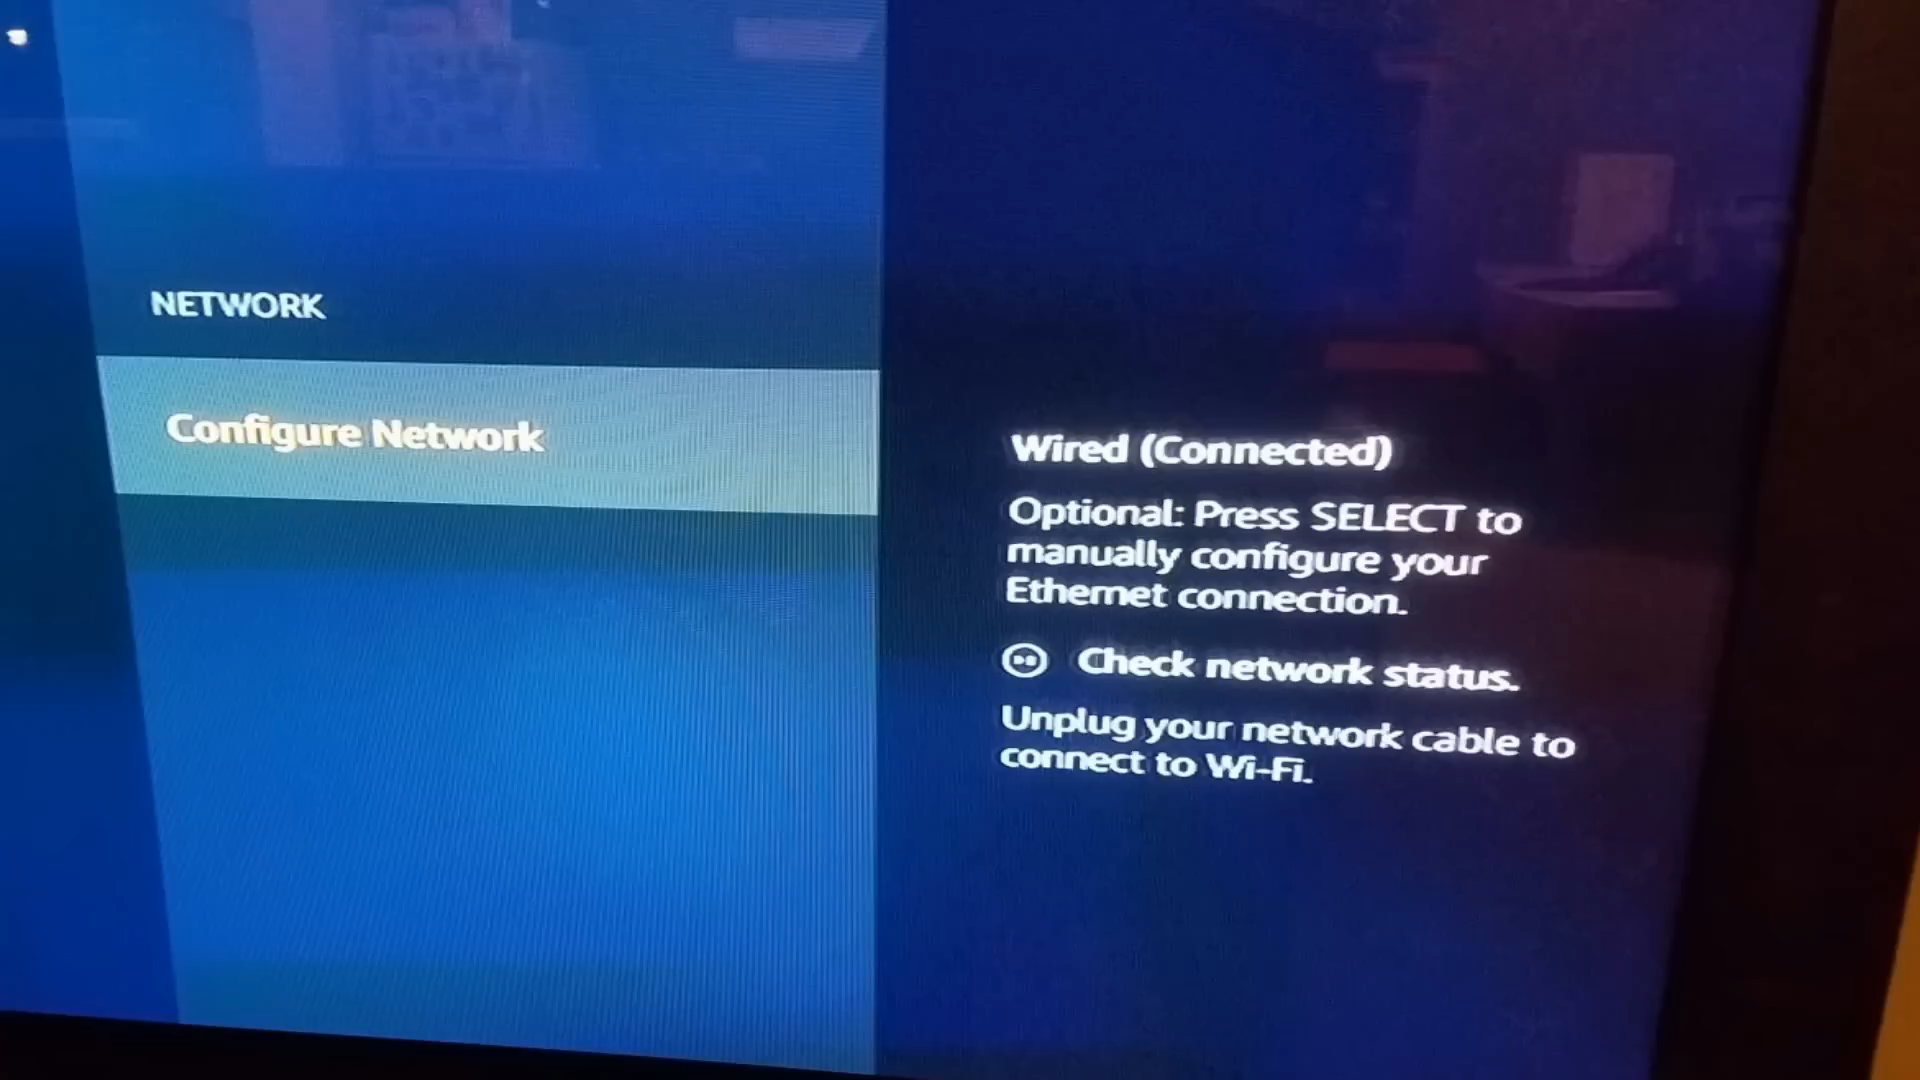 NETWORK
Configure Network
Wired (Connected)
Optional: Press SELECT to
manually configure your
Ethernet connection.
Check network status.
Unplug your network cable to
connect to Wi-Fi.